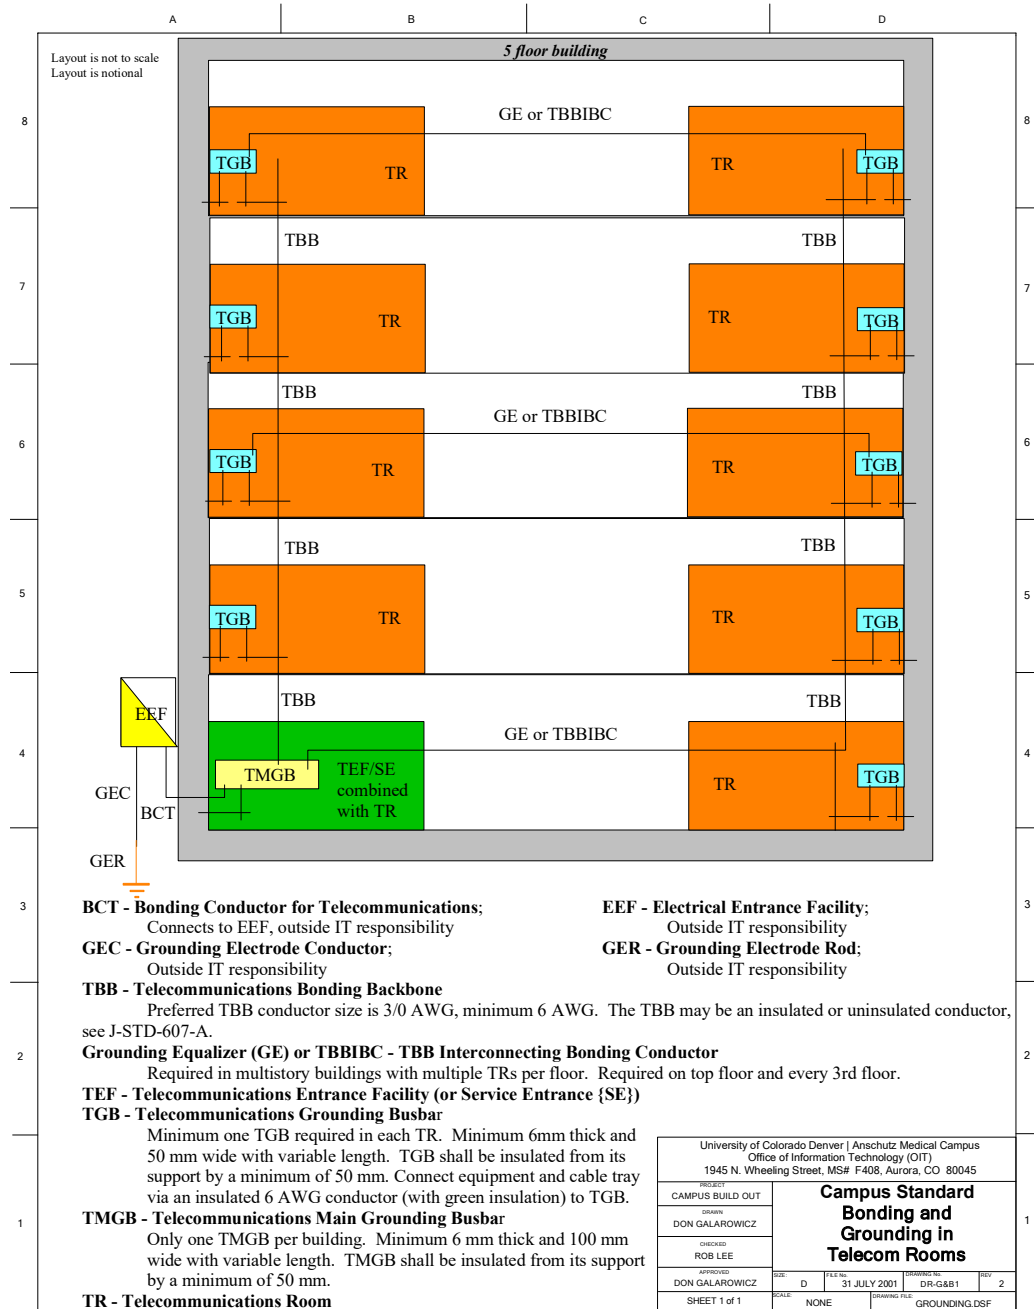 A B C D
Layout is not to scale
Layout is notional
5 floor building
8 8
GE or TBBIBC
TGB TR TR TGB
TBB TBB
7 7
TGB TR TR TGB
TBB TBB
GE or TBBIBC
6 6
TGB TR TR TGB
TBB TBB
5 5
TGB TR TR TGB
TBB TBB
EEF
GE or TBBIBC
4 4
TMGB
TEF/SE
combined
with TR
TR TGB
GEC
BCT
GER
3 3
BCT - Bonding Conductor for Telecommunications;
Connects to EEF, outside IT responsibility
EEF - Electrical Entrance Facility;
Outside IT responsibility
GEC - Grounding Electrode Conductor;
Outside IT responsibility
GER - Grounding Electrode Rod;
Outside IT responsibility
TBB - Telecommunications Bonding Backbone
Preferred TBB conductor size is 3/0 AWG, minimum 6 AWG. The TBB may be an insulated or uninsulated conductor,
see J-STD-607-A.
2 2
Grounding Equalizer (GE) or TBBIBC - TBB Interconnecting Bonding Conductor
Required in multistory buildings with multiple TRs per floor. Required on top floor and every 3rd floor.
TEF - Telecommunications Entrance Facility (or Service Entrance {SE})
TGB - Telecommunications Grounding Busbar
Minimum one TGB required in each TR. Minimum 6mm thick and
50 mm wide with variable length. TGB shall be insulated from its
support by a minimum of 50 mm. Connect equipment and cable tray
via an insulated 6 AWG conductor (with green insulation) to TGB.
1 1
TMGB - Telecommunications Main Grounding Busbar
Only one TMGB per building. Minimum 6 mm thick and 100 mm
wide with variable length. TMGB shall be insulated from its support
by a minimum of 50 mm.
TR - Telecommunications Room
University of Colorado Denver | Anschutz Medical Campus
Office of Information Technology (OIT)
1945 N. Wheeling Street, MS# F408, Aurora, CO 80045
PROJECT
CAMPUS BUILD OUT
DRAWN
DON GALAROWICZ
CHECKED
ROB LEE
APPROVED
DON GALAROWICZ
SHEET 1 of 1
Campus Standard
Bonding and
Grounding in
Telecom Rooms
SIZE: D
FILE No. 31 JULY 2001
DRAWING No. DR-G&B1
REV 2
SCALE: NONE
DRAWING FILE: GROUNDING.DSF